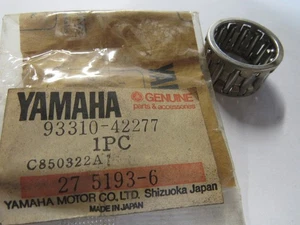 YAMAHA GENUINE
parts & accessories
93310-42277
1PC
C850322A
27 5193-6
YAMAHA MOTOR CO., LTD. Shizuoka Japan
MADE IN JAPAN